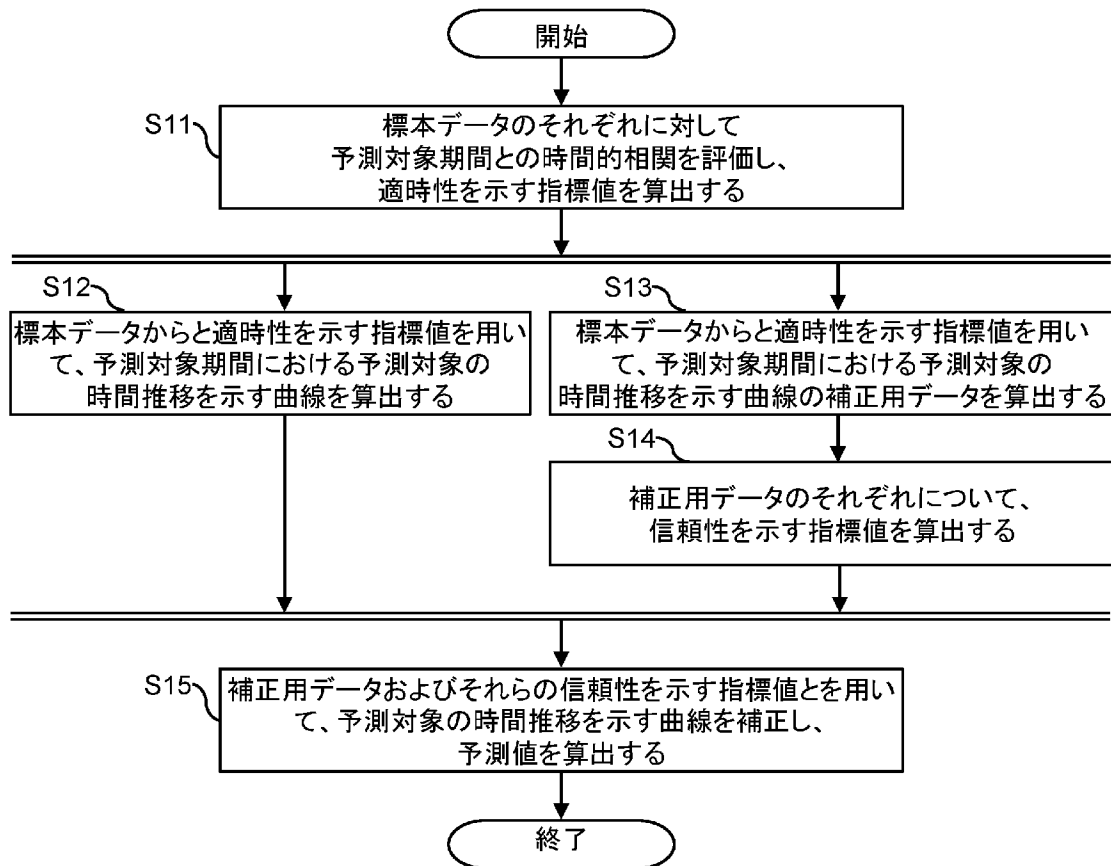 開始
S11
標本データのそれぞれに対して
予測対象期間との時間的相関を評価し、
適時性を示す指標値を算出する
S12
標本データからと適時性を示す指標値を用い
て、予測対象期間における予測対象の
時間推移を示す曲線を算出する
S13
標本データからと適時性を示す指標値を用い
て、予測対象期間における予測対象の
時間推移を示す曲線の補正用データを算出する
S14
補正用データのそれぞれについて、
信頼性を示す指標値を算出する
S15
補正用データおよびそれらの信頼性を示す指標値とを用い
て、予測対象の時間推移を示す曲線を補正し、
予測値を算出する
終了